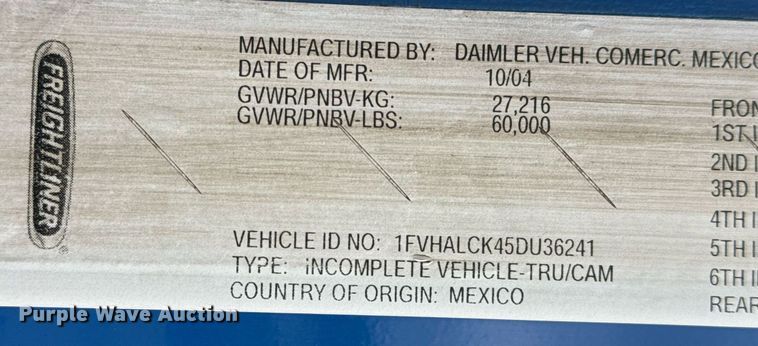 FREIGHTLINER
MANUFACTURED BY: DAIMLER VEH. COMERC. MEXICO
DATE OF MFR: 10/04
GVWR/PNBV-KG: 27,216
GVWR/PNBV-LBS: 60,000
VEHICLE ID NO: 1FVHALCK45DU36241
TYPE: INCOMPLETE VEHICLE-TRU/CAM
COUNTRY OF ORIGIN: MEXICO
FRON
1ST I
2ND I
3RD I
4TH I
5TH I
6TH I
REAR
Purple Wave Auction